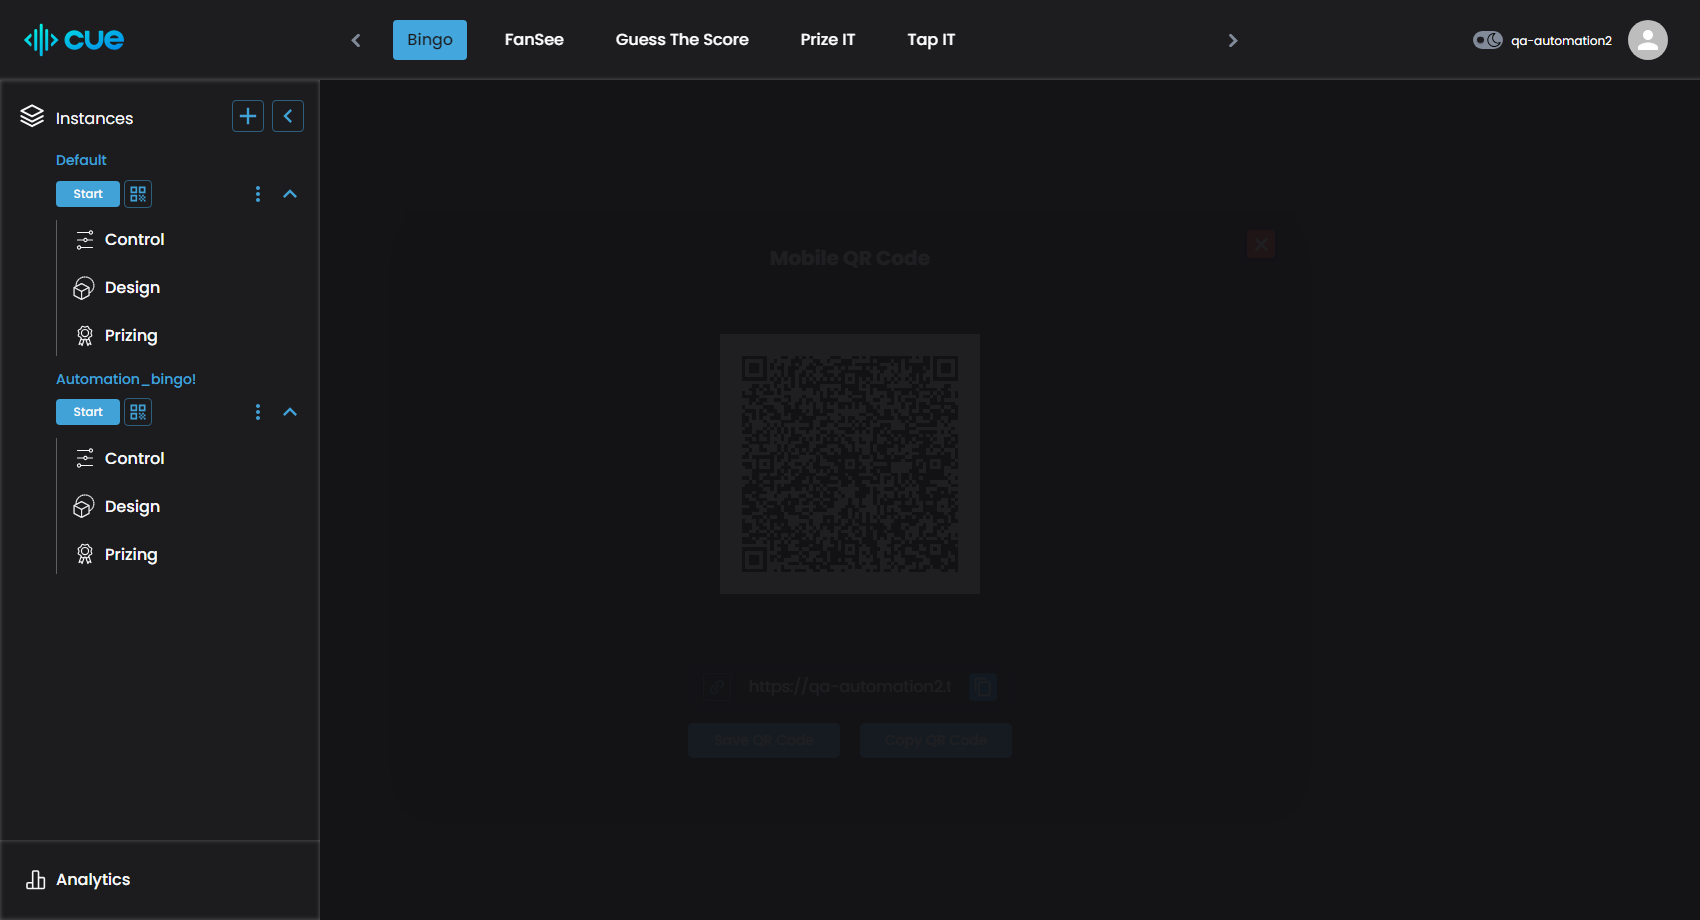 cue
Bingo
FanSee
Guess The Score
Prize IT
Tap IT
qa-automation2
Instances
Default
Start
Control
Design
Prizing
Automation_bingo!
Start
Control
Design
Prizing
Analytics
Mobile QR Code
https://qa-automation2.t
Save QR Code
Copy QR Code